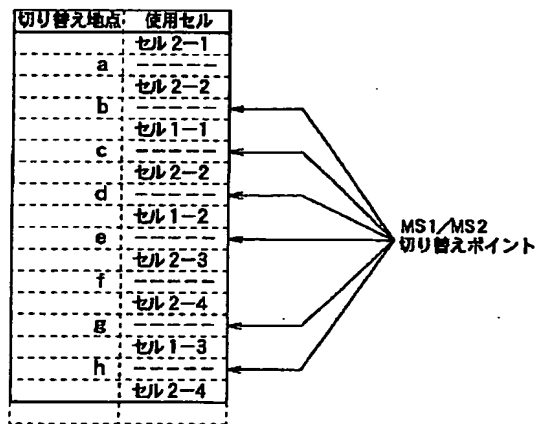 切り替え地点 使用セル
セル2-1
a -----
セル2-2
b -----
セル1-1
c -----
セル2-2
d -----
セル1-2
e -----
セル2-3
f -----
セル2-4
g -----
セル1-3
h -----
セル2-4
MS1/MS2
切り替えポイント